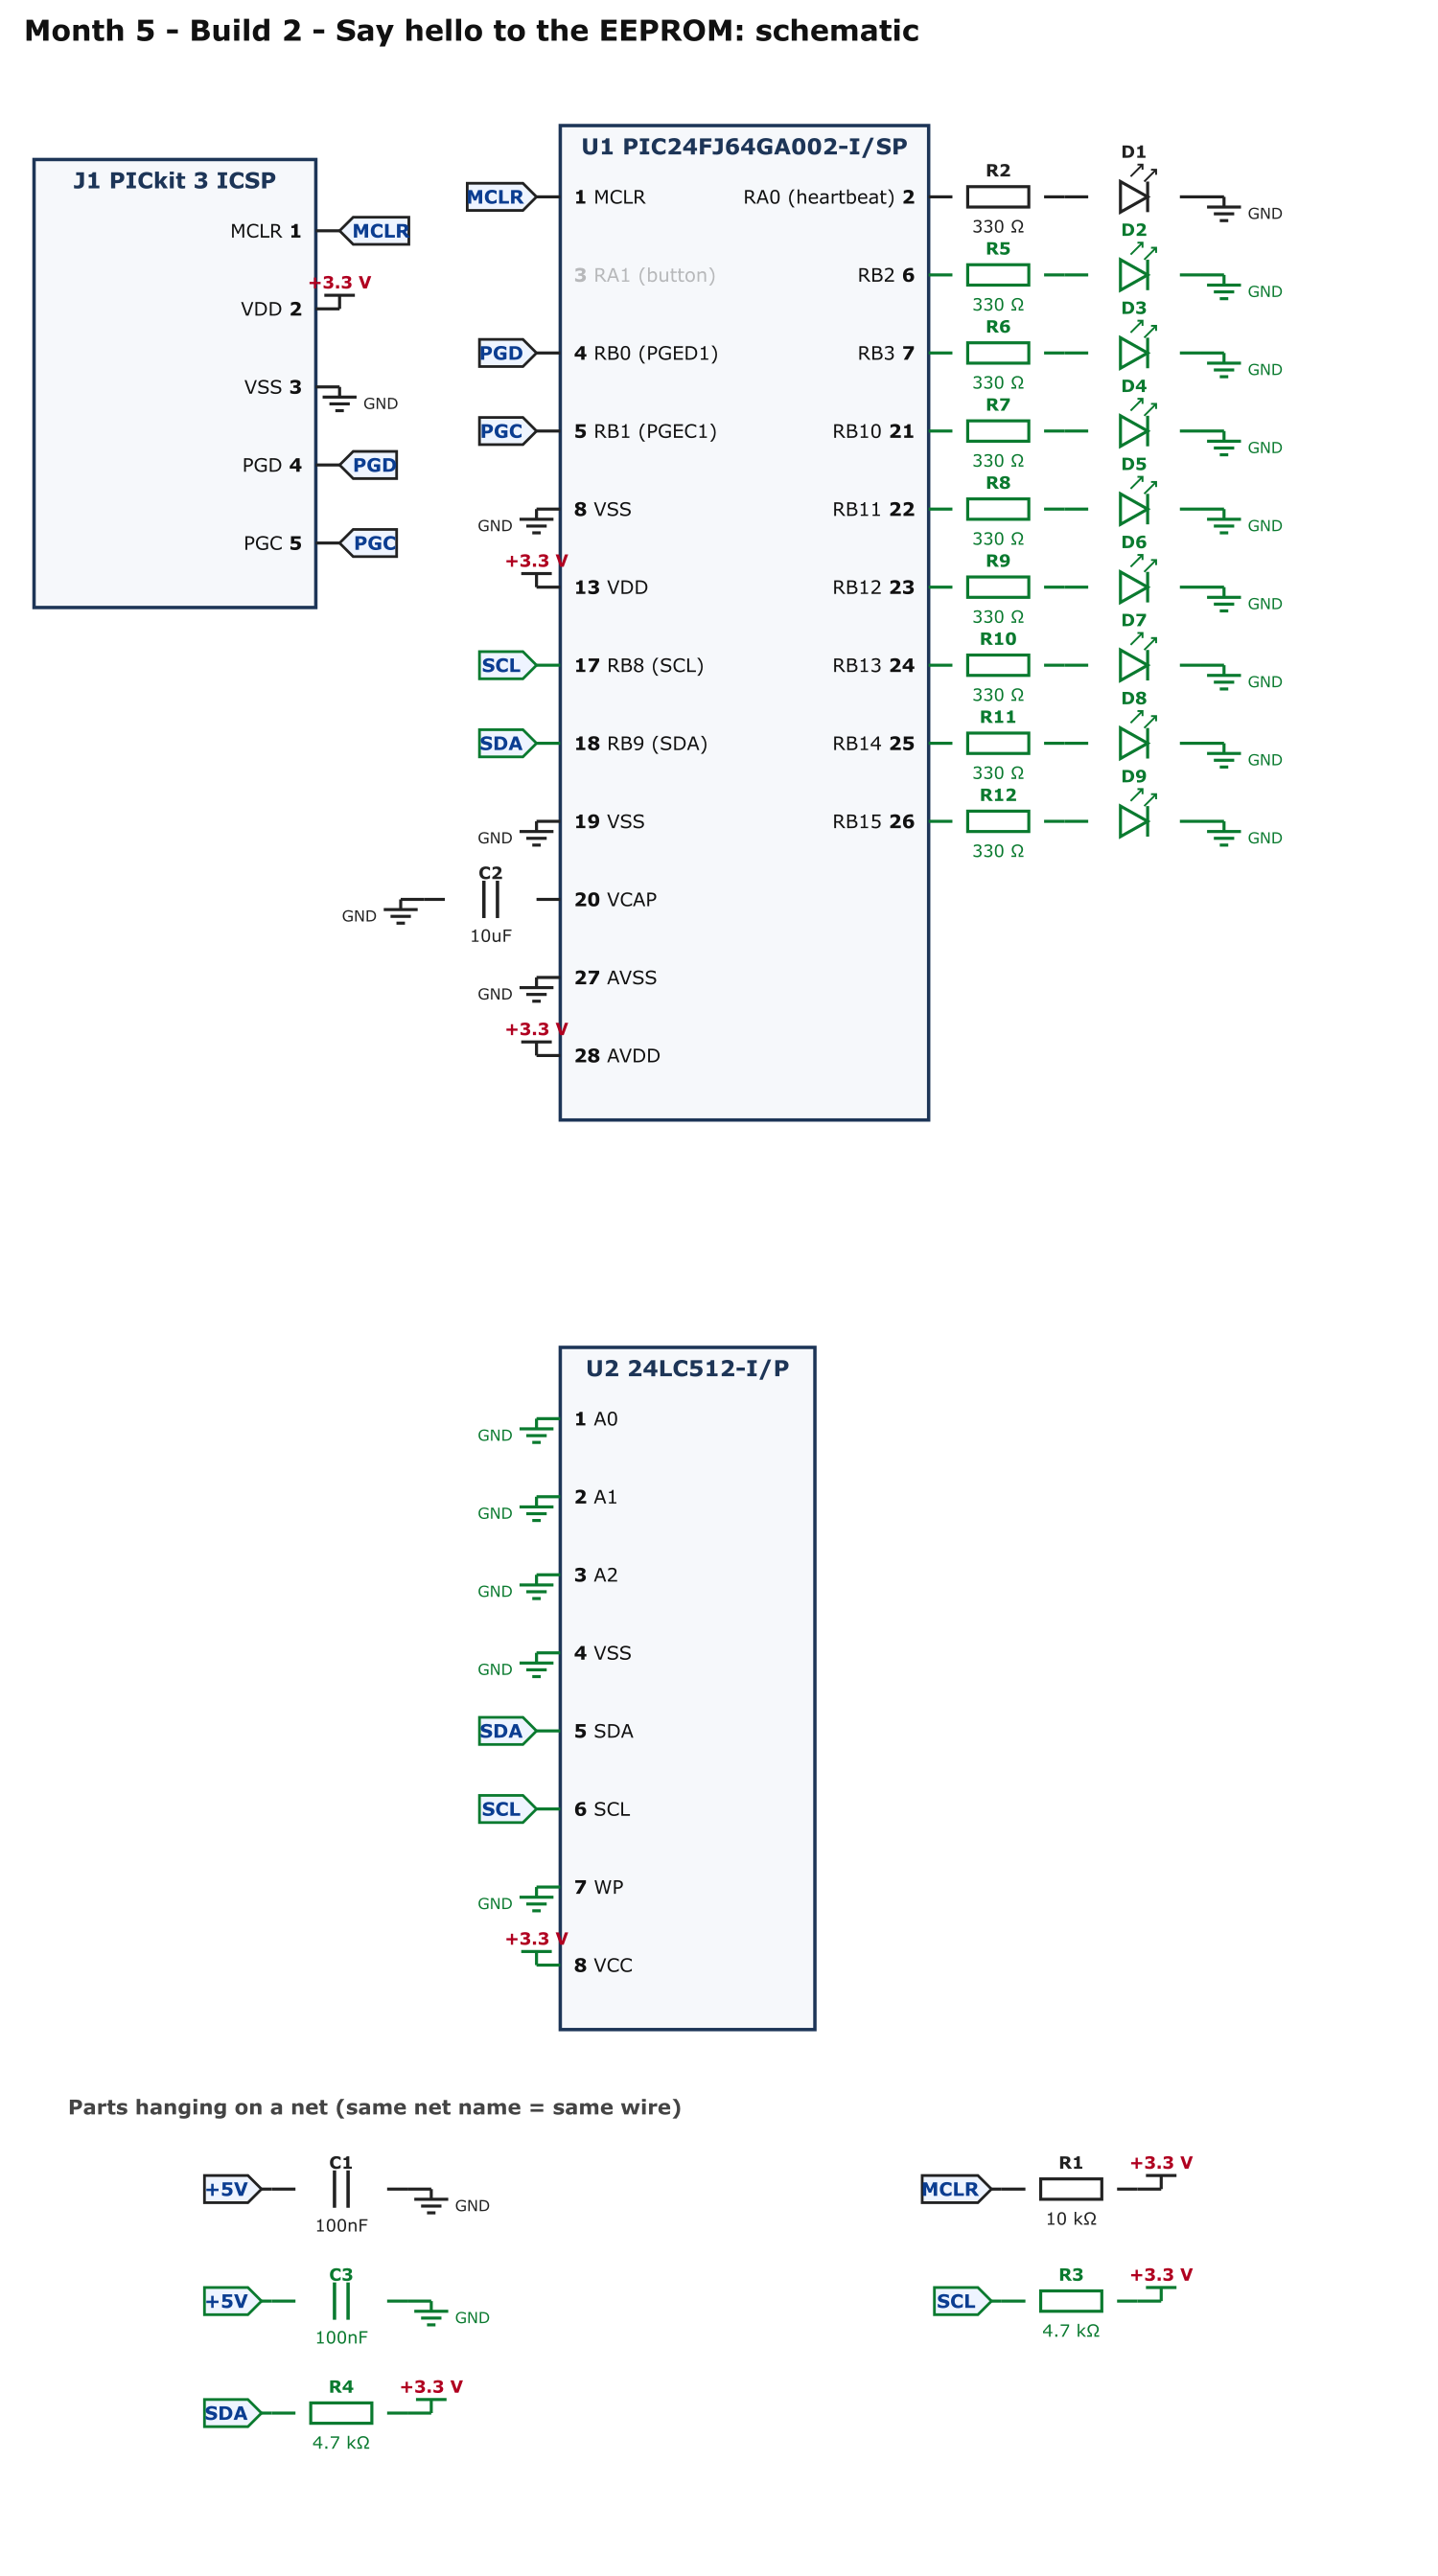 Month 5 - Build 2 - Say hello to the EEPROM: schematic
J1 PICkit 3 ICSP
MCLR 1
MCLR
+3.3 V
VDD 2
VSS 3
GND
PGD 4
PGD
PGC 5
PGC
U1 PIC24FJ64GA002-I/SP
MCLR
1 MCLR
3 RA1 (button)
PGD
4 RB0 (PGED1)
PGC
5 RB1 (PGEC1)
GND
8 VSS
+3.3 V
13 VDD
SCL
17 RB8 (SCL)
SDA
18 RB9 (SDA)
GND
19 VSS
C2
GND
10uF
20 VCAP
GND
27 AVSS
+3.3 V
28 AVDD
RA0 (heartbeat) 2
R2
330 Ω
D1
GND
RB2 6
R5
330 Ω
D2
GND
RB3 7
R6
330 Ω
D3
GND
RB10 21
R7
330 Ω
D4
GND
RB11 22
R8
330 Ω
D5
GND
RB12 23
R9
330 Ω
D6
GND
RB13 24
R10
330 Ω
D7
GND
RB14 25
R11
330 Ω
D8
GND
RB15 26
R12
330 Ω
D9
GND
U2 24LC512-I/P
GND
1 A0
GND
2 A1
GND
3 A2
GND
4 VSS
SDA
5 SDA
SCL
6 SCL
GND
7 WP
+3.3 V
8 VCC
Parts hanging on a net (same net name = same wire)
+5V
C1
100nF
GND
MCLR
R1
10 kΩ
+3.3 V
+5V
C3
100nF
GND
SCL
R3
4.7 kΩ
+3.3 V
SDA
R4
4.7 kΩ
+3.3 V